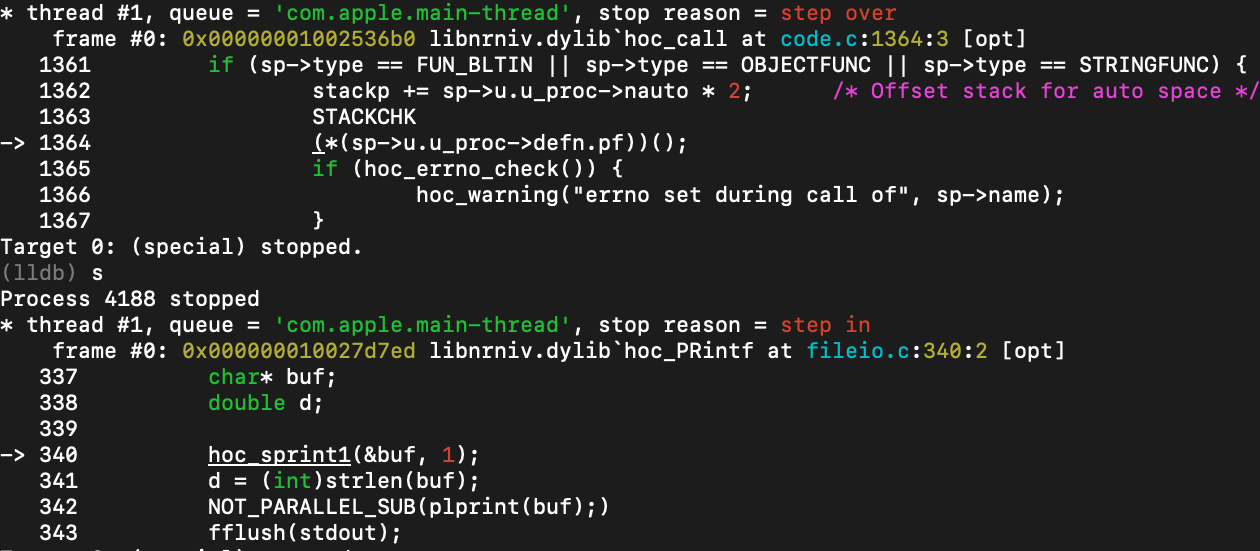 * thread #1, queue = 'com.apple.main-thread', stop reason = step over
    frame #0: 0x00000001002536b0 libnrniv.dylib`hoc_call at code.c:1364:3 [opt]
   1361         if (sp->type == FUN_BLTIN || sp->type == OBJECTFUNC || sp->type == STRINGFUNC) {
   1362                 stackp += sp->u.u_proc->nauto * 2;      /* Offset stack for auto space */
   1363                 STACKCHK
-> 1364                 (*(sp->u.u_proc->defn.pf))();
   1365                 if (hoc_errno_check()) {
   1366                         hoc_warning("errno set during call of", sp->name);
   1367                 }
Target 0: (special) stopped.
(lldb) s
Process 4188 stopped
* thread #1, queue = 'com.apple.main-thread', stop reason = step in
    frame #0: 0x000000010027d7ed libnrniv.dylib`hoc_PRintf at fileio.c:340:2 [opt]
   337          char* buf;
   338          double d;
   339
-> 340          hoc_sprint1(&buf, 1);
   341          d = (int)strlen(buf);
   342          NOT_PARALLEL_SUB(plprint(buf);)
   343          fflush(stdout);